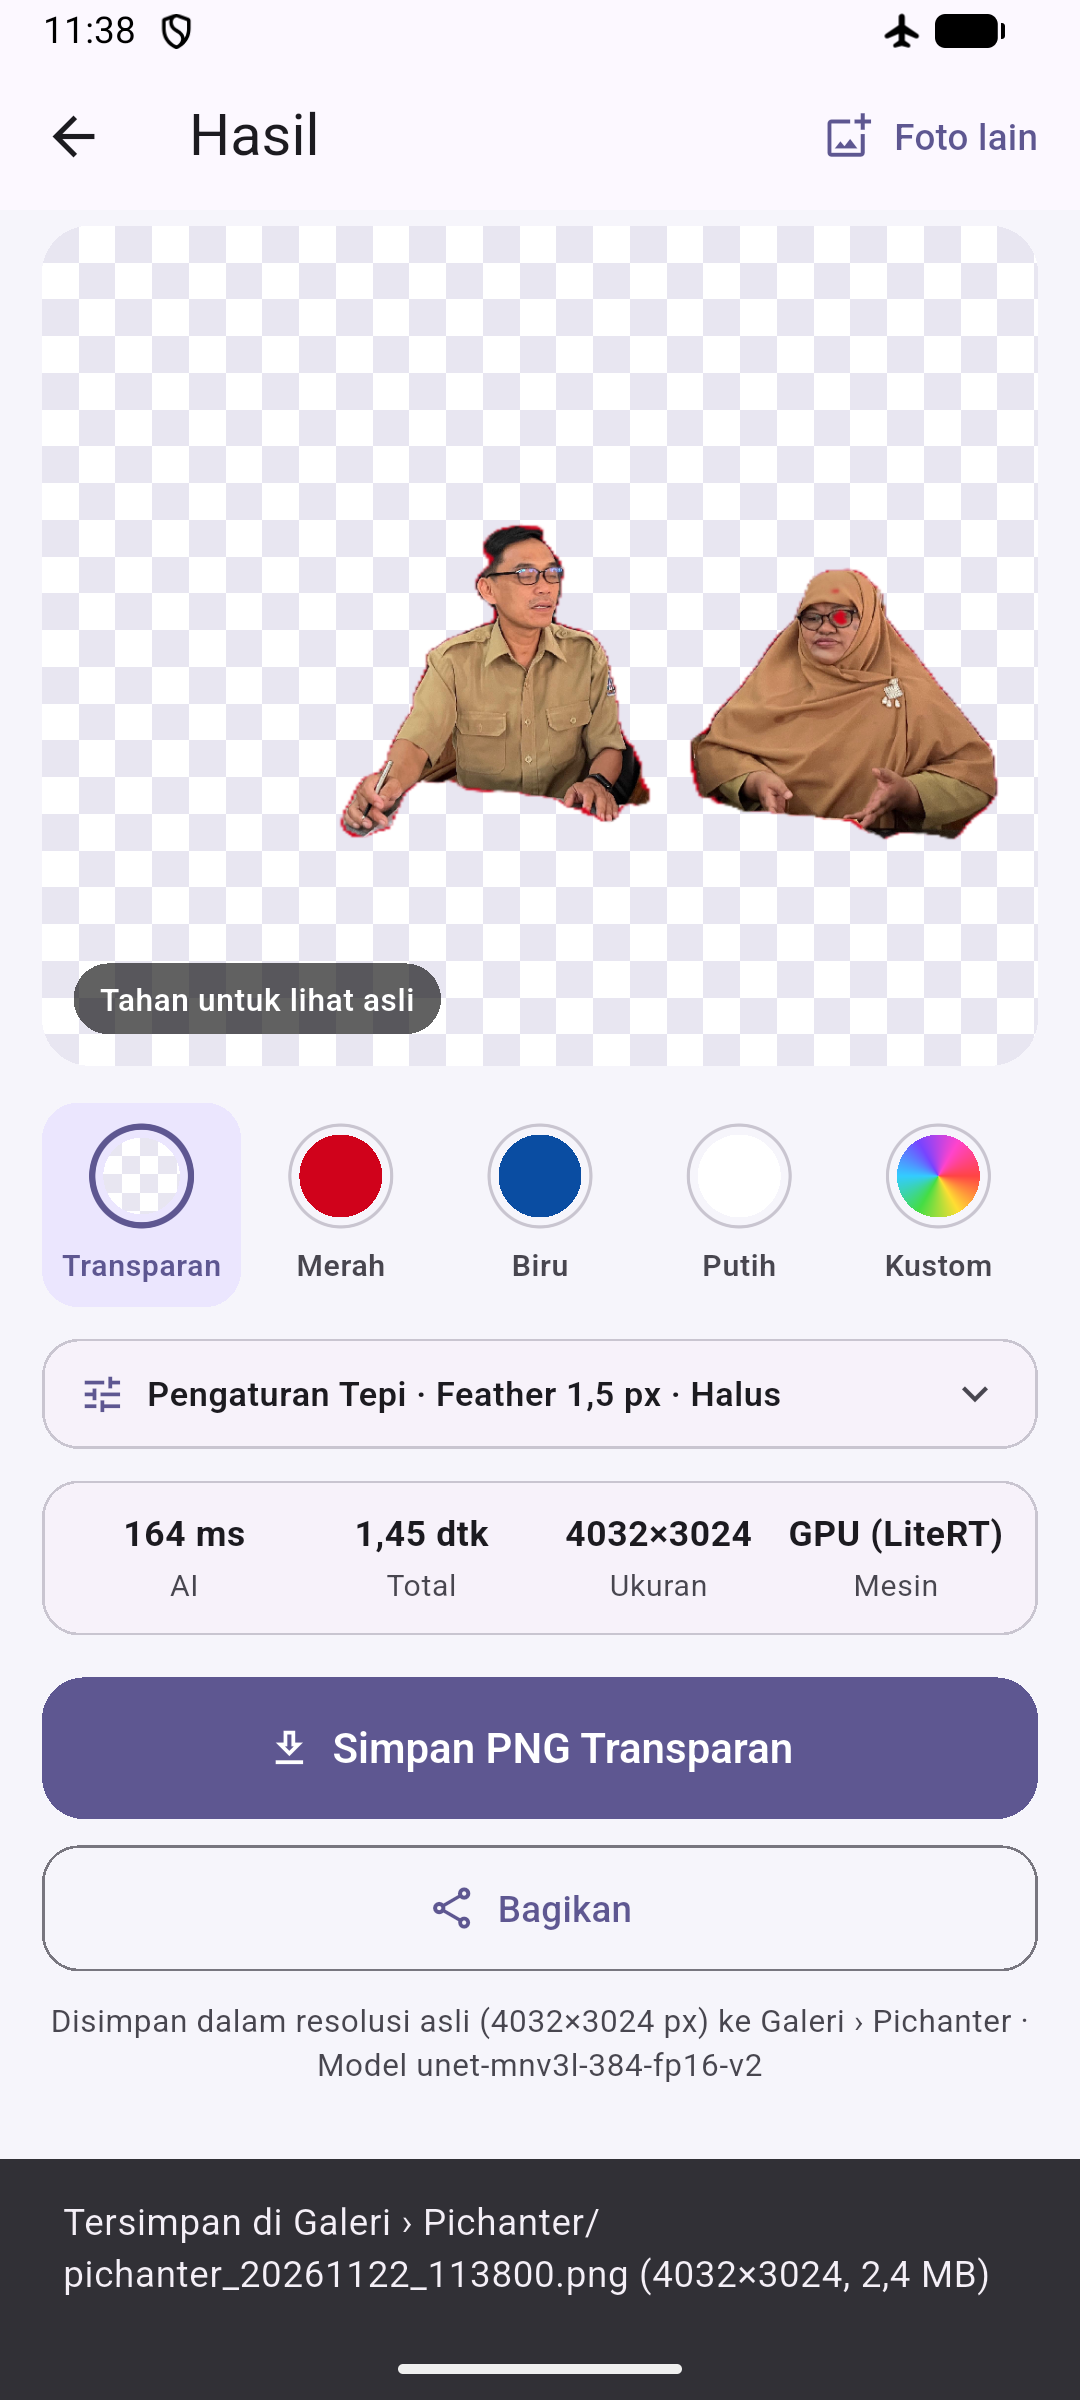 11:38
Hasil
Foto lain
Tahan untuk lihat asli
Transparan
Merah
Biru
Putih
Kustom
Pengaturan Tepi · Feather 1,5 px · Halus
164 ms
AI
1,45 dtk
Total
4032×3024
Ukuran
GPU (LiteRT)
Mesin
Simpan PNG Transparan
Bagikan
Disimpan dalam resolusi asli (4032×3024 px) ke Galeri › Pichanter ·
Model unet-mnv3l-384-fp16-v2
Tersimpan di Galeri › Pichanter/
pichanter_20261122_113800.png (4032×3024, 2,4 MB)